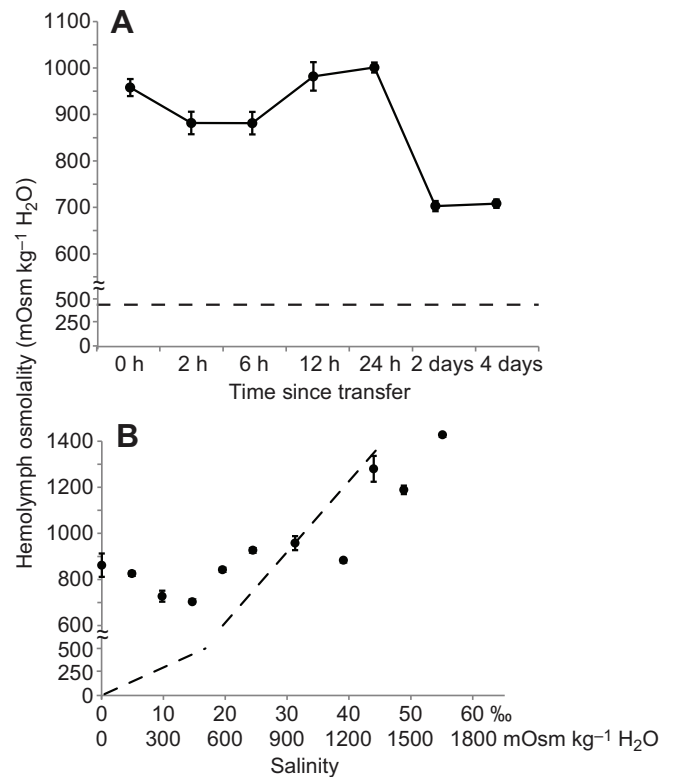 A
1100
1000
900
800
700
600
500
250
0
0 h 2 h 6 h 12 h 24 h 2 days 4 days
Time since transfer
Hemolymph osmolality (mOsm kg⁻¹ H₂O)
B
1400
1200
1000
800
600
500
250
0
0 10 20 30 40 50 60 ‰
0 300 600 900 1200 1500 1800 mOsm kg⁻¹ H₂O
Salinity